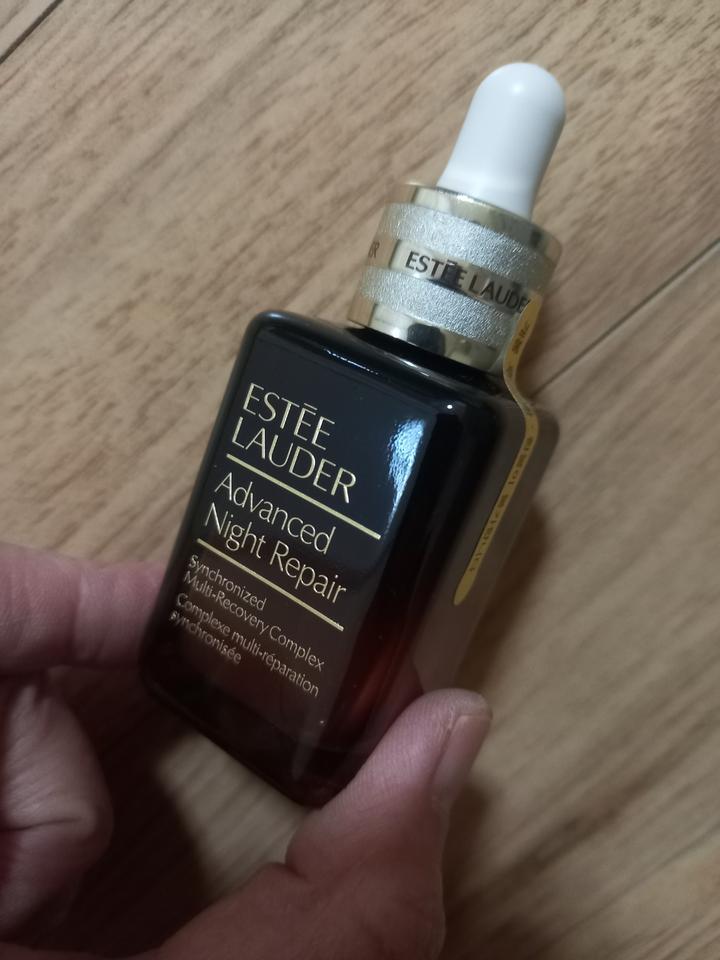 ESTĒE LAUDER
ESTĒE
LAUDER
Advanced
Night Repair
Synchronized
Multi-Recovery Complex
Complexe multi-réparation
synchronisée